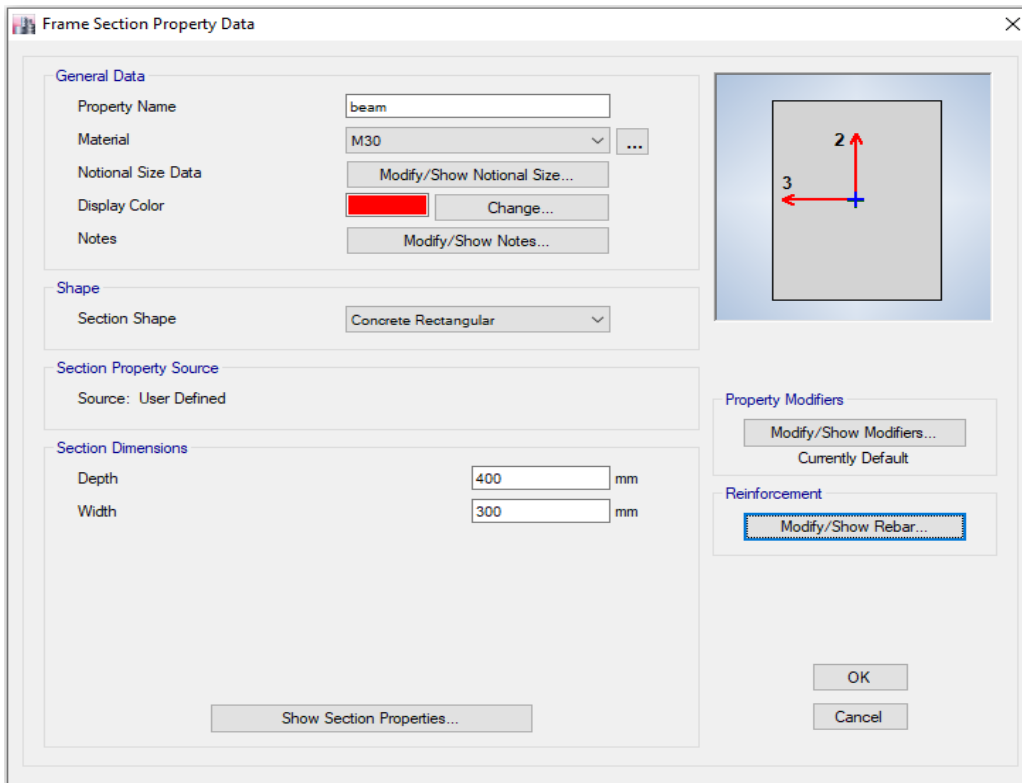 Frame Section Property Data
General Data
Property Name beam
Material M30 ...
Notional Size Data Modify/Show Notional Size...
Display Color Change...
Notes Modify/Show Notes...
Shape
Section Shape Concrete Rectangular
Section Property Source
Source: User Defined
Section Dimensions
Depth 400 mm
Width 300 mm
Show Section Properties...
2
3
Property Modifiers
Modify/Show Modifiers...
Currently Default
Reinforcement
Modify/Show Rebar...
OK
Cancel